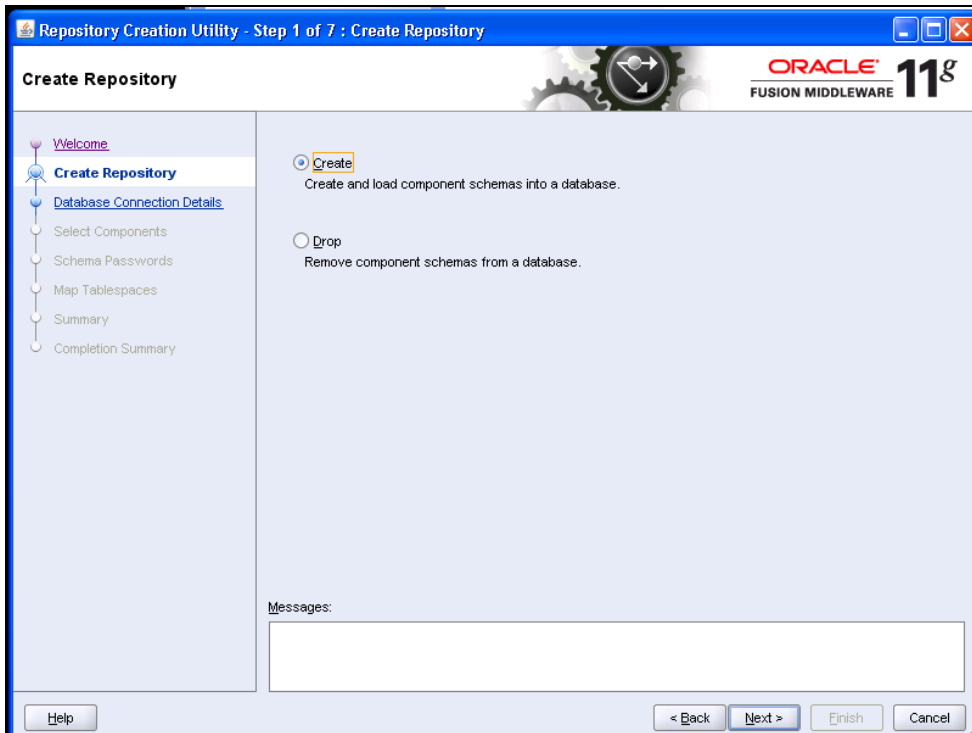 Repository Creation Utility - Step 1 of 7 : Create Repository
Create Repository
ORACLE
FUSION MIDDLEWARE 11g
Welcome
Create Repository
Database Connection Details
Select Components
Schema Passwords
Map Tablespaces
Summary
Completion Summary
Create
Create and load component schemas into a database.
Drop
Remove component schemas from a database.
Messages:
Help
< Back
Next >
Finish
Cancel